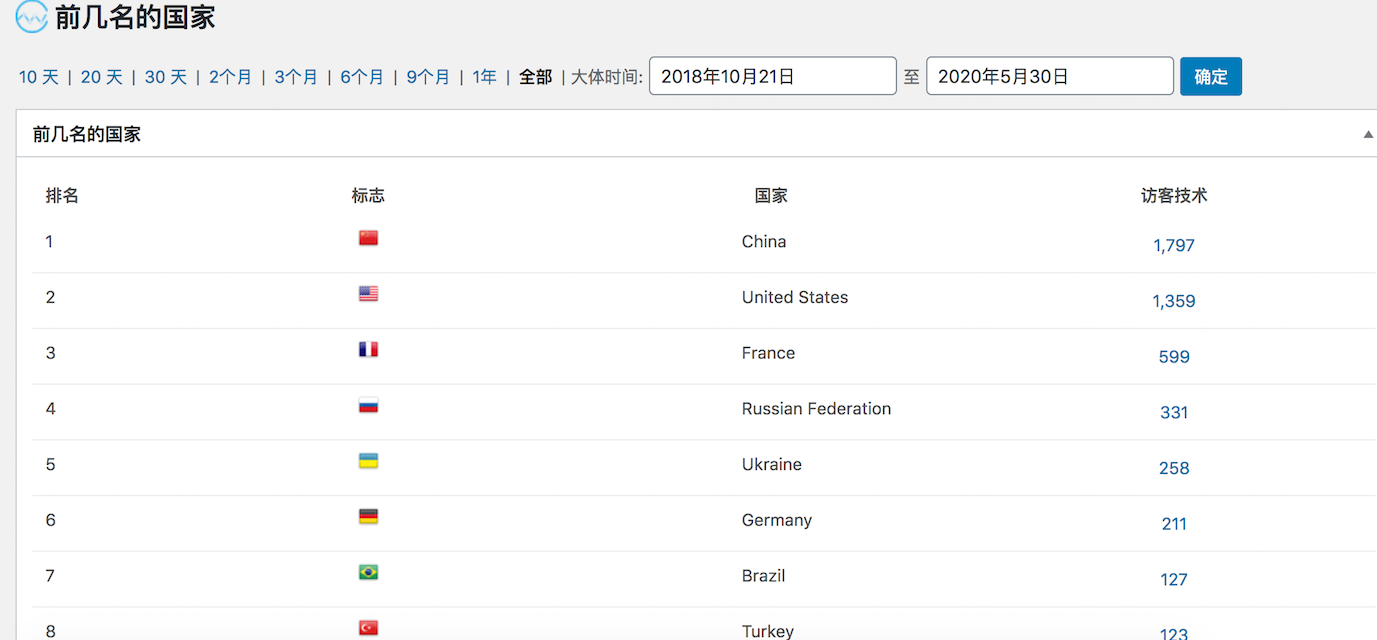 前几名的国家
10 天 | 20 天 | 30 天 | 2个月 | 3个月 | 6个月 | 9个月 | 1年 | 全部 | 大体时间: 2018年10月21日 至 2020年5月30日 确定
前几名的国家
排名 标志 国家 访客技术
1 China 1,797
2 United States 1,359
3 France 599
4 Russian Federation 331
5 Ukraine 258
6 Germany 211
7 Brazil 127
8 Turkey 123